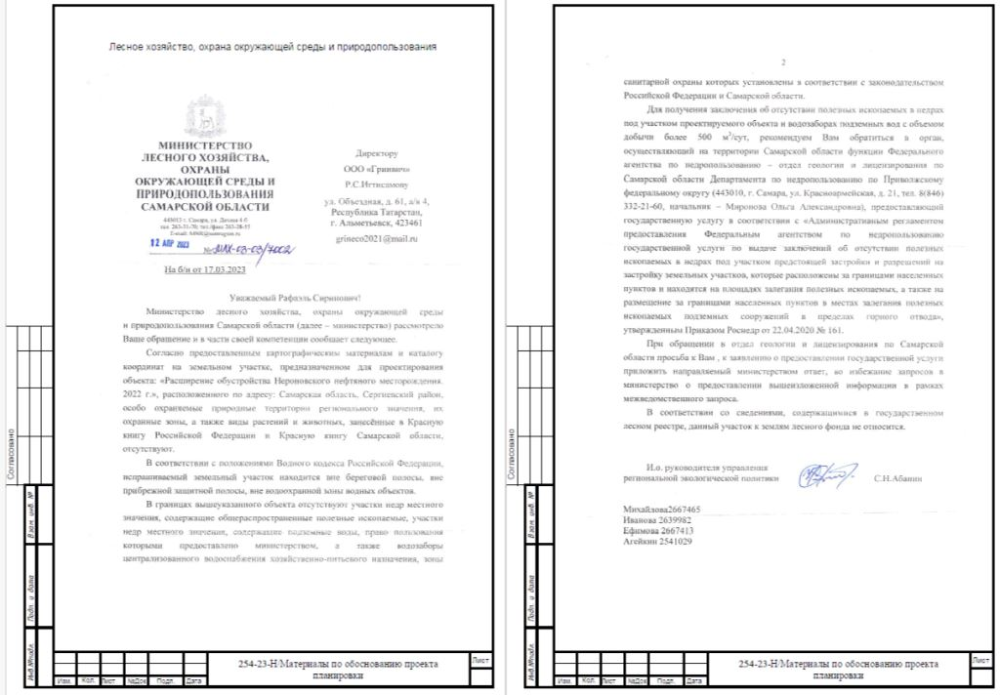 Лесное хозяйство, охрана окружающей среды и природопользования
МИНИСТЕРСТВО
ЛЕСНОГО ХОЗЯЙСТВА,
ОХРАНЫ
ОКРУЖАЮЩЕЙ СРЕДЫ И
ПРИРОДОПОЛЬЗОВАНИЯ
САМАРСКОЙ ОБЛАСТИ
443013 г. Самара, ул. Дачная 4-б
тел. 263-31-70; тел./факс 263-28-55
12 АПР 2023
На б/н от 17.03.2023
Директору
ООО «Гринвич»
Р.С.Игтисамову
ул. Объездная, д. 61, а/я 4,
Республика Татарстан,
г. Альметьевск, 423461
grineco2021@mail.ru
Уважаемый Рафаэль Сиринович!
Министерство лесного хозяйства, охраны окружающей среды
и природопользования Самарской области (далее – министерство) рассмотрело
Ваше обращение и в части своей компетенции сообщает следующее.
Согласно предоставленным картографическим материалам и каталогу
координат на земельном участке, предназначенном для проектирования
объекта: «Расширение обустройства Нероновского нефтяного месторождения.
2022 г.», расположенного по адресу: Самарская область, Сергиевский район,
особо охраняемые природные территории регионального значения, их
охранные зоны, а также виды растений и животных, занесённые в Красную
книгу Российской Федерации и Красную книгу Самарской области,
отсутствуют.
В соответствии с положениями Водного кодекса Российской Федерации,
испрашиваемый земельный участок находится вне береговой полосы, вне
прибрежной защитной полосы, вне водоохранной зоны водных объектов.
В границах вышеуказанного объекта отсутствуют участки недр местного
значения, содержащие общераспространенные полезные ископаемые, участки
недр местного значения, содержащие подземные воды, право пользования
которыми предоставлено министерством, а также водозаборы
централизованного водоснабжения хозяйственно-питьевого назначения, зоны
Согласовано
Взам. инв. №
Подп. и дата
Инв.№подл.
Изм. Кол. Лист №Док Подп. Дата
254-23-Н/Материалы по обоснованию проекта
планировки
Лист
2
санитарной охраны которых установлены в соответствии с законодательством
Российской Федерации и Самарской области.
Для получения заключения об отсутствии полезных ископаемых в недрах
под участком проектируемого объекта и водозаборах подземных вод с объемом
добычи более 500 м³/сут, рекомендуем Вам обратиться в орган,
осуществляющий на территории Самарской области функции Федерального
агентства по недропользованию – отдел геологии и лицензирования по
Самарской области Департамента по недропользованию по Приволжскому
федеральному округу (443010, г. Самара, ул. Красноармейская, д. 21, тел. 8(846)
332-21-60, начальник – Миронова Ольга Александровна), предоставляющий
государственную услугу в соответствии с «Административным регламентом
предоставления Федеральным агентством по недропользованию
государственной услуги по выдаче заключений об отсутствии полезных
ископаемых в недрах под участком предстоящей застройки и разрешений на
застройку земельных участков, которые расположены за границами населенных
пунктов и находятся на площадях залегания полезных ископаемых, а также на
размещение за границами населенных пунктов в местах залегания полезных
ископаемых подземных сооружений в пределах горного отвода»,
утвержденным Приказом Роснедр от 22.04.2020 № 161.
При обращении в отдел геологии и лицензирования по Самарской
области просьба к Вам , к заявлению о предоставлении государственной услуги
приложить направляемый министерством ответ, во избежание запросов в
министерство о предоставлении вышеизложенной информации в рамках
межведомственного запроса.
В соответствии со сведениями, содержащимися в государственном
лесном реестре, данный участок к землям лесного фонда не относится.
И.о. руководителя управления
региональной экологической политики
С.Н.Абанин
Михайлова2667465
Иванова 2639982
Ефимова 2667413
Агейкин 2541029
Согласовано
Взам. инв. №
Подп. и дата
Инв.№подл.
Изм. Кол. Лист №Док Подп. Дата
254-23-Н/Материалы по обоснованию проекта
планировки
Лист